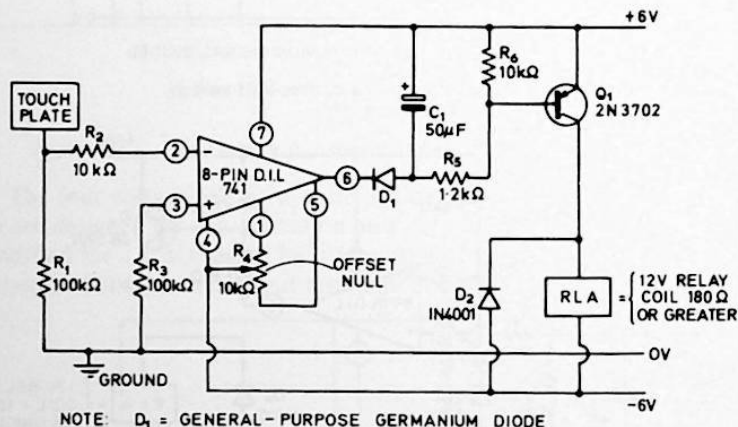 +6V
TOUCH
PLATE
R2
10 kΩ
2
-
7
8-PIN D.I.L
741
3
+
4
1
5
6
R1
100kΩ
R3
100kΩ
R4
10kΩ
OFFSET
NULL
D1
+
C1
50µF
R5
1·2kΩ
R6
10kΩ
Q1
2N3702
D2
IN4001
RLA
=
12V RELAY
COIL 180Ω
OR GREATER
0V
GROUND
-6V
NOTE: D1 = GENERAL-PURPOSE GERMANIUM DIODE